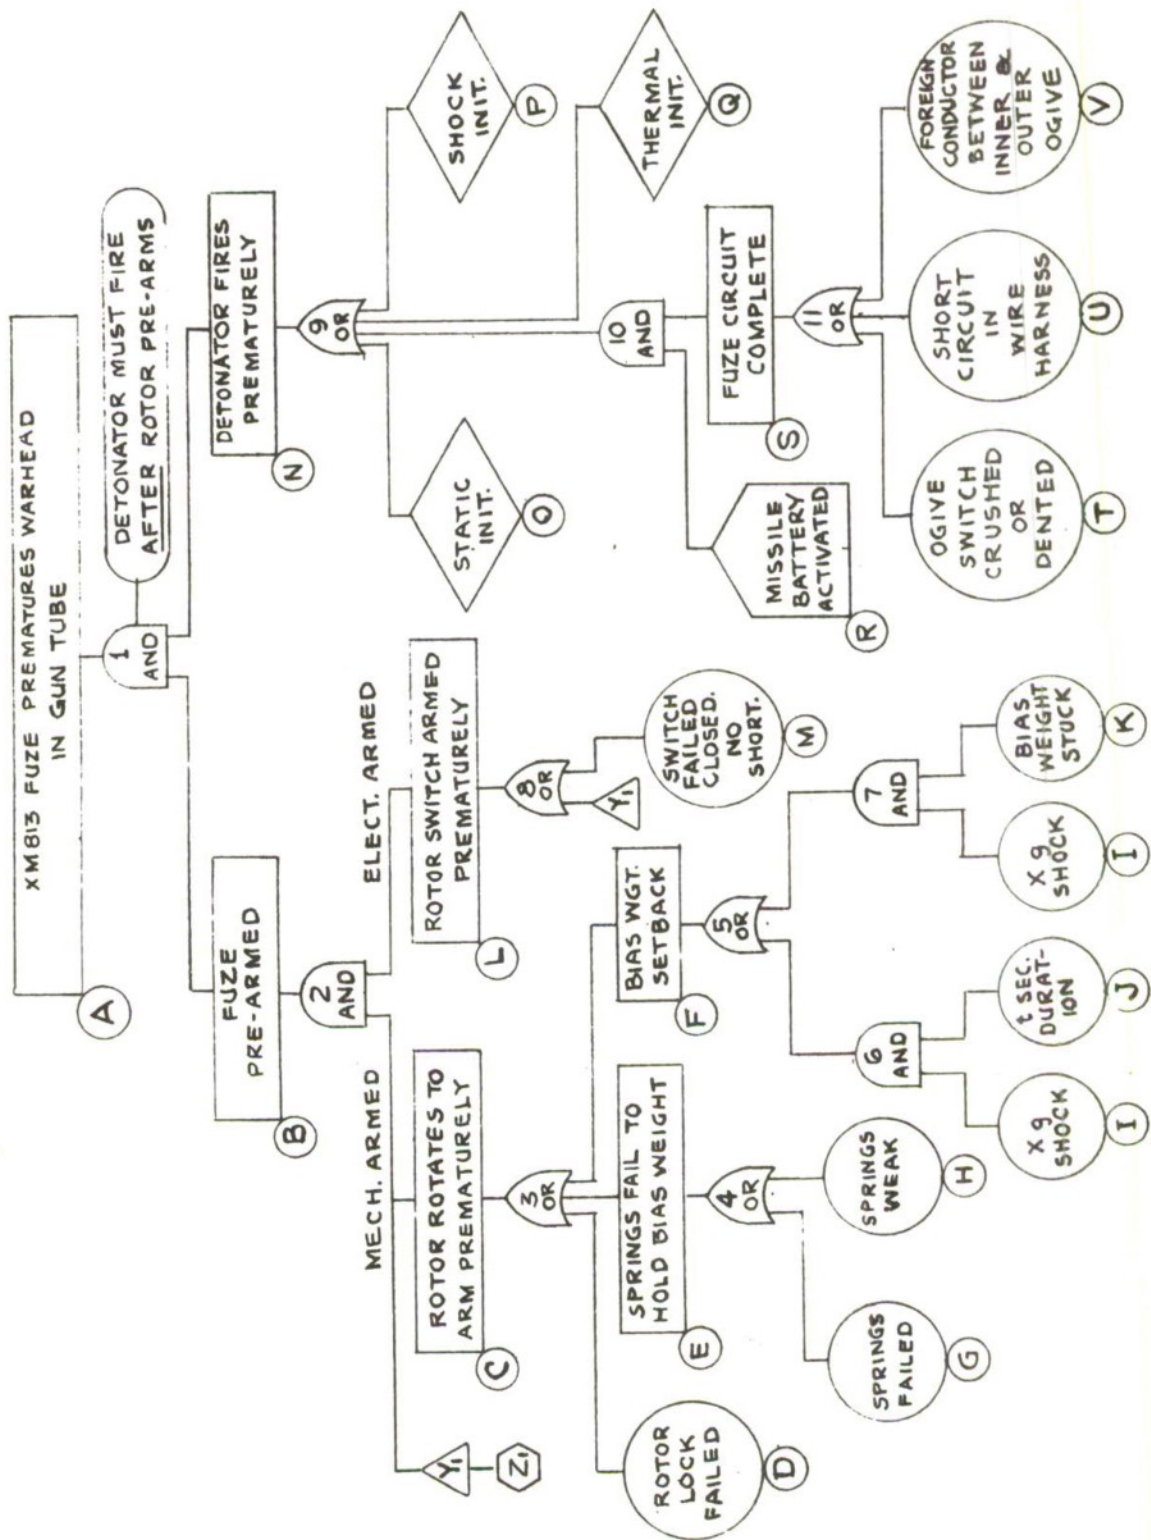 XM813 FUZE PREMATURES WARHEAD
IN GUN TUBE
A
1
AND
DETONATOR MUST FIRE
AFTER ROTOR PRE-ARMS
FUZE
PRE-ARMED
B
DETONATOR FIRES
PREMATURELY
N
2
AND
9
OR
MECH. ARMED
ELECT. ARMED
Y1
Z1
ROTOR ROTATES TO
ARM PREMATURELY
C
ROTOR SWITCH ARMED
PREMATURELY
L
STATIC
INIT.
O
SHOCK
INIT.
P
3
OR
8
OR
Y1
SWITCH
FAILED
CLOSED.
NO
SHORT.
M
10
AND
THERMAL
INIT.
Q
ROTOR
LOCK
FAILED
D
SPRINGS FAIL TO
HOLD BIAS WEIGHT
E
BIAS WGT.
SETBACK
F
MISSILE
BATTERY
ACTIVATED
R
FUZE CIRCUIT
COMPLETE
S
4
OR
5
OR
11
OR
SPRINGS
FAILED
G
SPRINGS
WEAK
H
6
AND
7
AND
X g
SHOCK
I
t SEC.
DURAT-
ION
J
X g
SHOCK
I
BIAS
WEIGHT
STUCK
K
OGIVE
SWITCH
CRUSHED
OR
DENTED
T
SHORT
CIRCUIT
IN
WIRE
HARNESS
U
FOREIGN
CONDUCTOR
BETWEEN
INNER &
OUTER
OGIVE
V